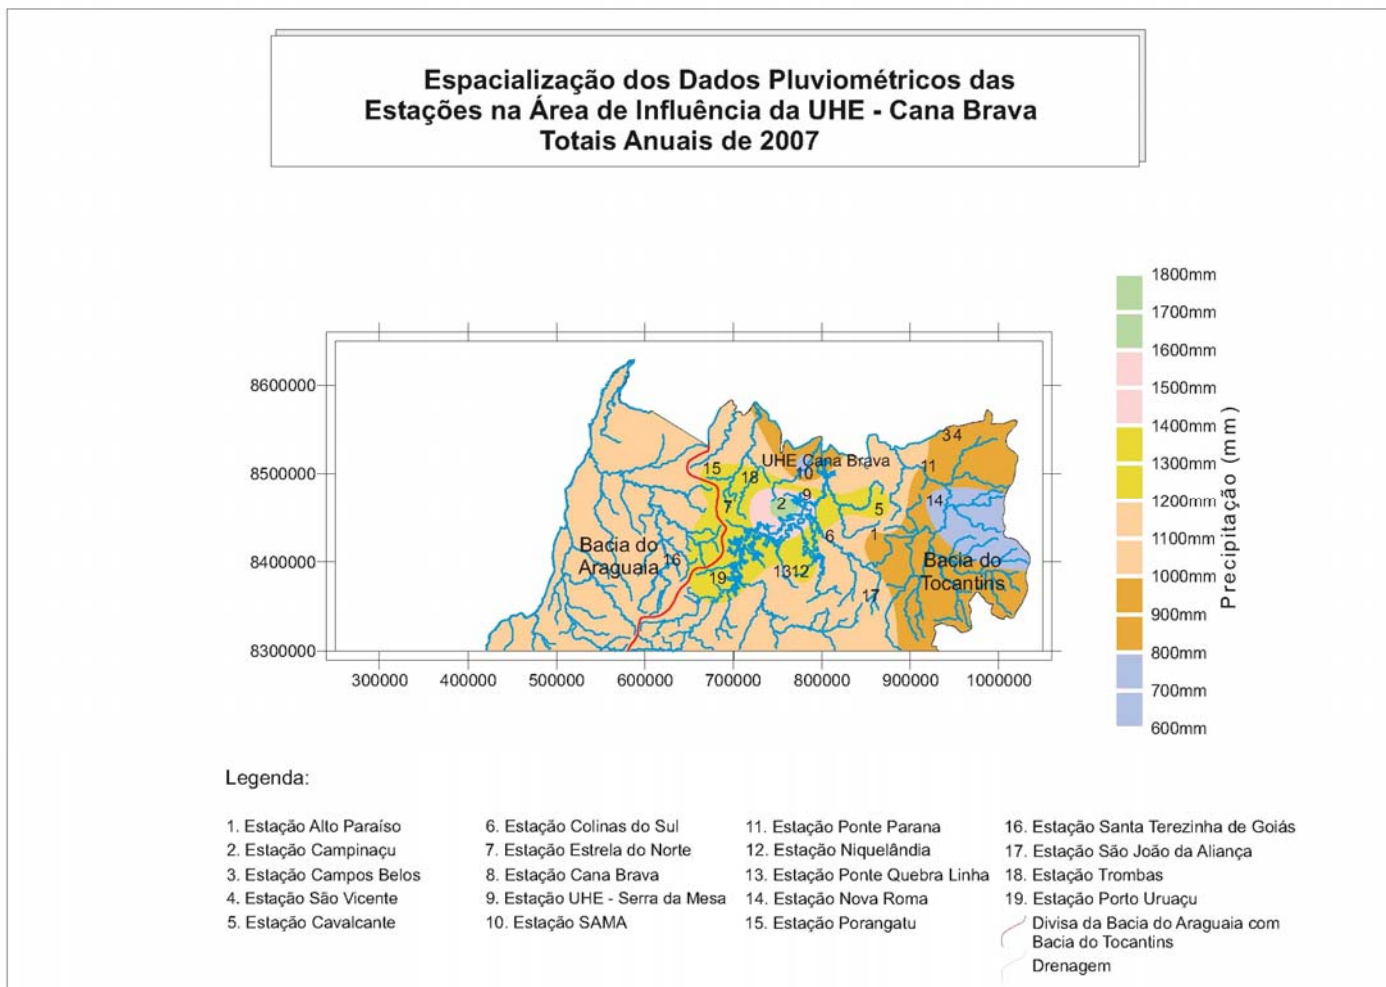 Espacialização dos Dados Pluviométricos das
Estações na Área de Influência da UHE - Cana Brava
Totais Anuais de 2007
1800mm
1700mm
1600mm
1500mm
1400mm
1300mm
1200mm
1100mm
1000mm
900mm
800mm
700mm
600mm
Precipitação (mm)
8600000
8500000
8400000
8300000
300000
400000
500000
600000
700000
800000
900000
1000000
3 4
UHE Cana Brava
15
11
10
18
9
14
2
7
5
6
1
Bacia do
Araguaia
16
Bacia do
Tocantins
19
13
12
17
Legenda:
1. Estação Alto Paraíso
2. Estação Campinaçu
3. Estação Campos Belos
4. Estação São Vicente
5. Estação Cavalcante
6. Estação Colinas do Sul
7. Estação Estrela do Norte
8. Estação Cana Brava
9. Estação UHE - Serra da Mesa
10. Estação SAMA
11. Estação Ponte Parana
12. Estação Niquelândia
13. Estação Ponte Quebra Linha
14. Estação Nova Roma
15. Estação Porangatu
16. Estação Santa Terezinha de Goiás
17. Estação São João da Aliança
18. Estação Trombas
19. Estação Porto Uruaçu
Divisa da Bacia do Araguaia com
Bacia do Tocantins
Drenagem